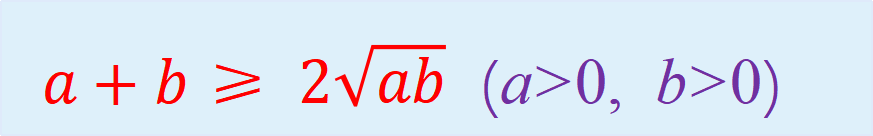 a + b ⩾ 2√ab (a>0, b>0)